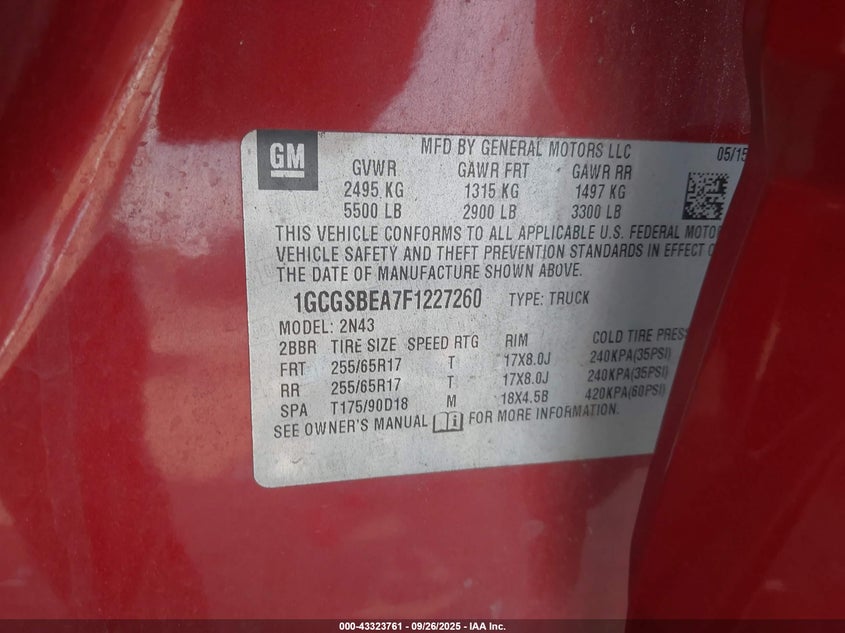 GM
MFD BY GENERAL MOTORS LLC 05/15
GVWR GAWR FRT GAWR RR
2495 KG 1315 KG 1497 KG
5500 LB 2900 LB 3300 LB
THIS VEHICLE CONFORMS TO ALL APPLICABLE U.S. FEDERAL MOTO
VEHICLE SAFETY AND THEFT PREVENTION STANDARDS IN EFFECT O
THE DATE OF MANUFACTURE SHOWN ABOVE.
1GCGSBEA7F1227260 TYPE: TRUCK
MODEL: 2N43
2BBR TIRE SIZE SPEED RTG RIM COLD TIRE PRESS
FRT 255/65R17 T 17X8.0J 240KPA(35PSI)
RR 255/65R17 T 17X8.0J 240KPA(35PSI)
SPA T175/90D18 M 18X4.5B 420KPA(60PSI)
SEE OWNER'S MANUAL FOR MORE INFORMATION.
000-43323761 - 09/26/2025 - IAA Inc.